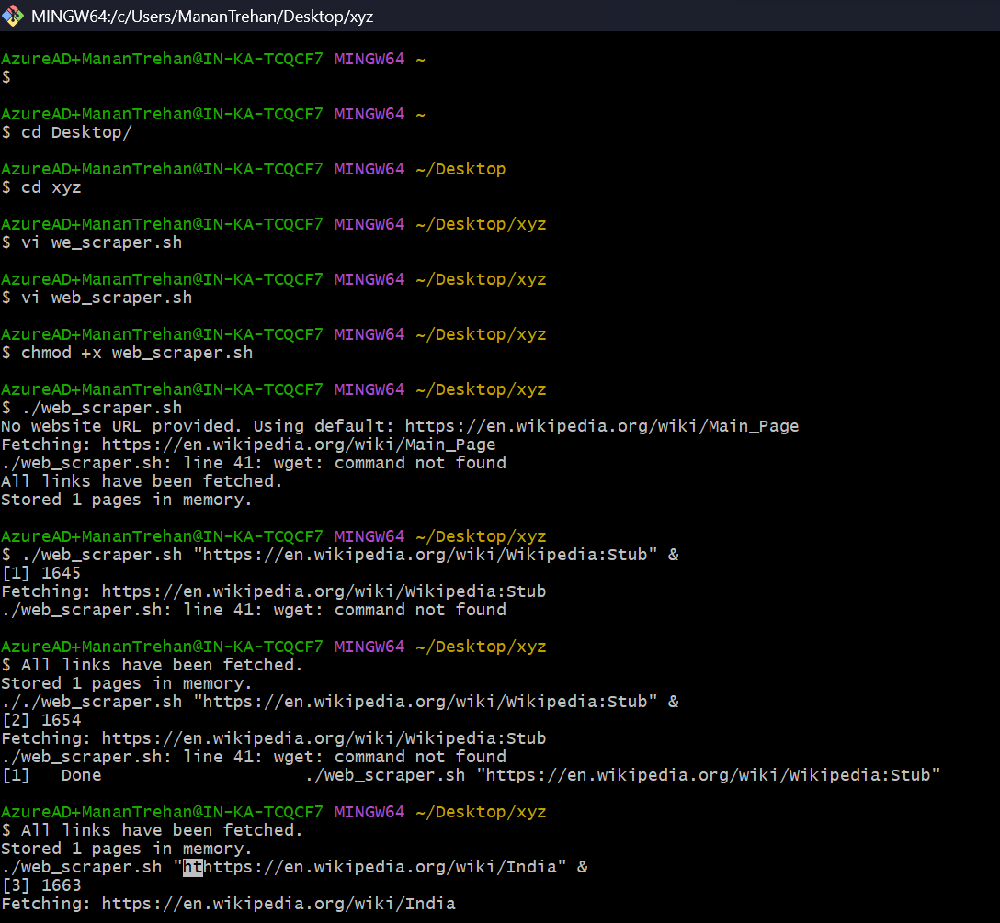 MINGW64:/c/Users/MananTrehan/Desktop/xyz
AzureAD+MananTrehan@IN-KA-TCQCF7 MINGW64 ~
$
AzureAD+MananTrehan@IN-KA-TCQCF7 MINGW64 ~
$ cd Desktop/
AzureAD+MananTrehan@IN-KA-TCQCF7 MINGW64 ~/Desktop
$ cd xyz
AzureAD+MananTrehan@IN-KA-TCQCF7 MINGW64 ~/Desktop/xyz
$ vi we_scraper.sh
AzureAD+MananTrehan@IN-KA-TCQCF7 MINGW64 ~/Desktop/xyz
$ vi web_scraper.sh
AzureAD+MananTrehan@IN-KA-TCQCF7 MINGW64 ~/Desktop/xyz
$ chmod +x web_scraper.sh
AzureAD+MananTrehan@IN-KA-TCQCF7 MINGW64 ~/Desktop/xyz
$ ./web_scraper.sh
No website URL provided. Using default: https://en.wikipedia.org/wiki/Main_Page
Fetching: https://en.wikipedia.org/wiki/Main_Page
./web_scraper.sh: line 41: wget: command not found
All links have been fetched.
Stored 1 pages in memory.
AzureAD+MananTrehan@IN-KA-TCQCF7 MINGW64 ~/Desktop/xyz
$ ./web_scraper.sh "https://en.wikipedia.org/wiki/Wikipedia:Stub" &
[1] 1645
Fetching: https://en.wikipedia.org/wiki/Wikipedia:Stub
./web_scraper.sh: line 41: wget: command not found
AzureAD+MananTrehan@IN-KA-TCQCF7 MINGW64 ~/Desktop/xyz
$ All links have been fetched.
Stored 1 pages in memory.
././web_scraper.sh "https://en.wikipedia.org/wiki/Wikipedia:Stub" &
[2] 1654
Fetching: https://en.wikipedia.org/wiki/Wikipedia:Stub
./web_scraper.sh: line 41: wget: command not found
[1]   Done                    ./web_scraper.sh "https://en.wikipedia.org/wiki/Wikipedia:Stub"
AzureAD+MananTrehan@IN-KA-TCQCF7 MINGW64 ~/Desktop/xyz
$ All links have been fetched.
Stored 1 pages in memory.
./web_scraper.sh "hthttps://en.wikipedia.org/wiki/India" &
[3] 1663
Fetching: https://en.wikipedia.org/wiki/India